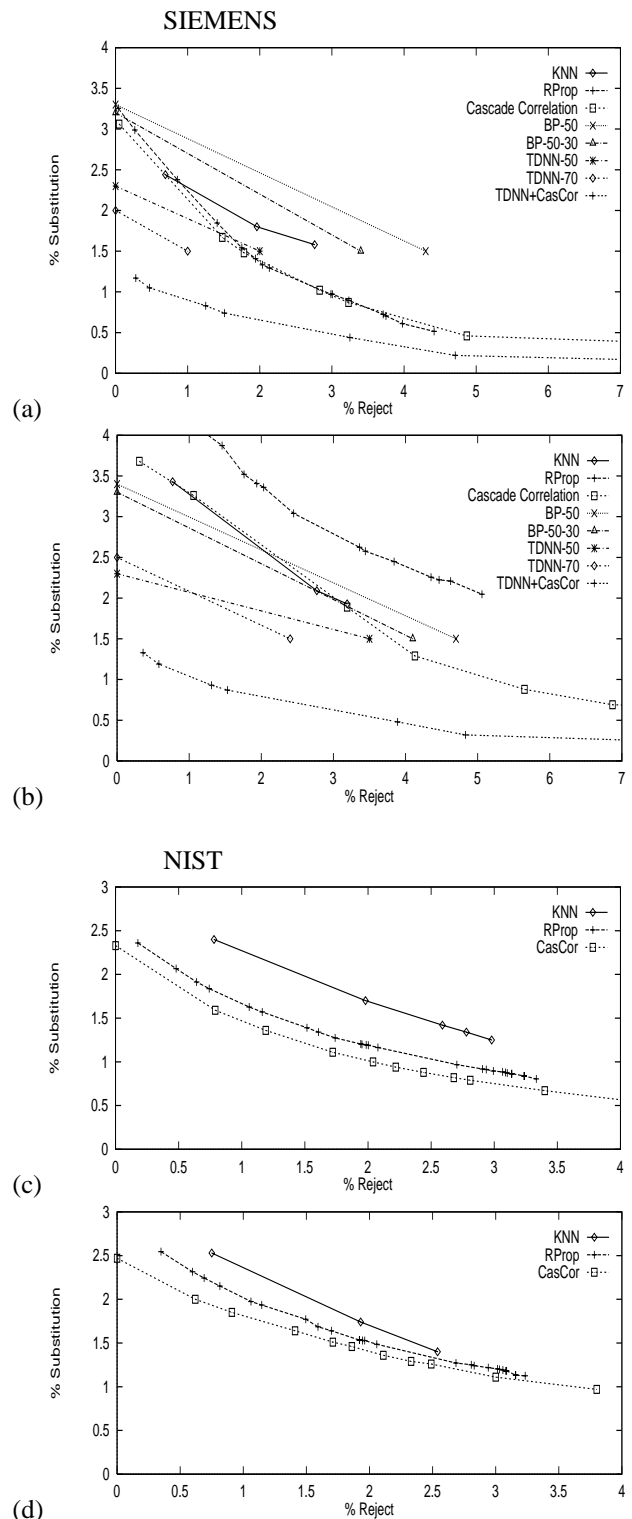 SIEMENS
4
3.5
3
2.5
2
1.5
1
0.5
0
% Substitution
KNN
RProp
Cascade Correlation
BP-50
BP-50-30
TDNN-50
TDNN-70
TDNN+CasCor
0 1 2 3 4 5 6 7
% Reject
(a)
4
3.5
3
2.5
2
1.5
1
0.5
0
% Substitution
KNN
RProp
Cascade Correlation
BP-50
BP-50-30
TDNN-50
TDNN-70
TDNN+CasCor
0 1 2 3 4 5 6 7
% Reject
(b)
NIST
3
2.5
2
1.5
1
0.5
0
% Substitution
KNN
RProp
CasCor
0 0.5 1 1.5 2 2.5 3 3.5 4
% Reject
(c)
3
2.5
2
1.5
1
0.5
0
% Substitution
KNN
RProp
CasCor
0 0.5 1 1.5 2 2.5 3 3.5 4
% Reject
(d)